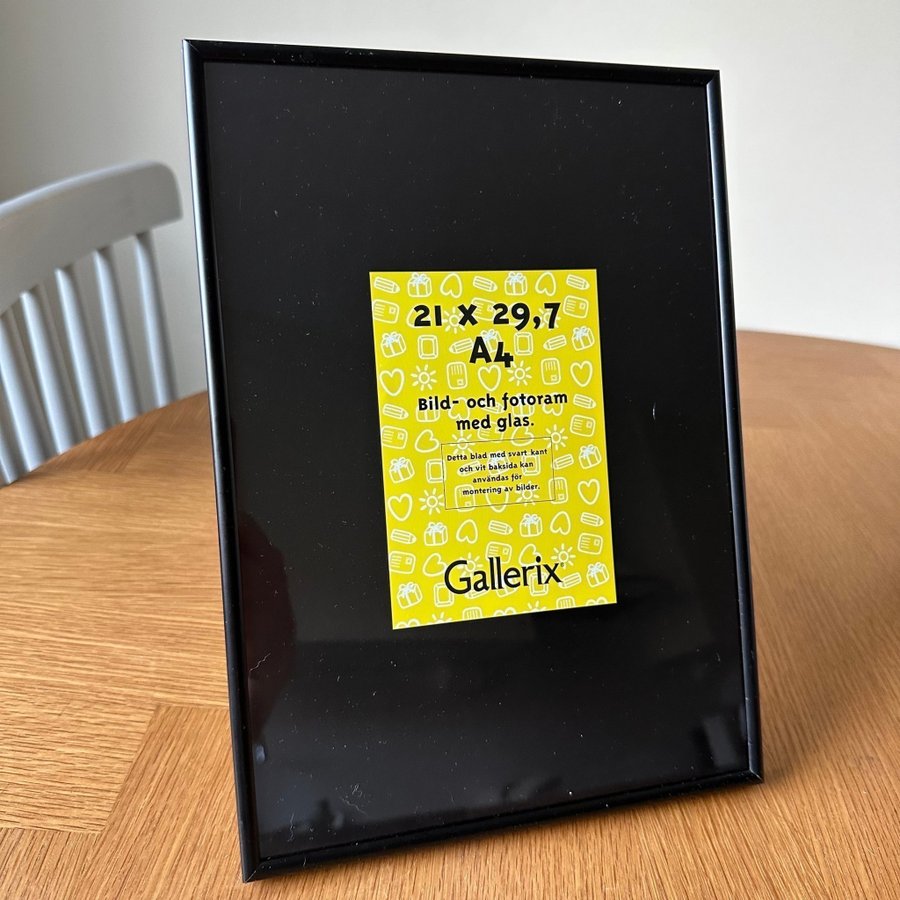 21 x 29,7
A4
Bild- och fotoram
med glas.
Detta blad med svart kant
och vit baksida kan
användas för
montering av bilder.
Gallerix